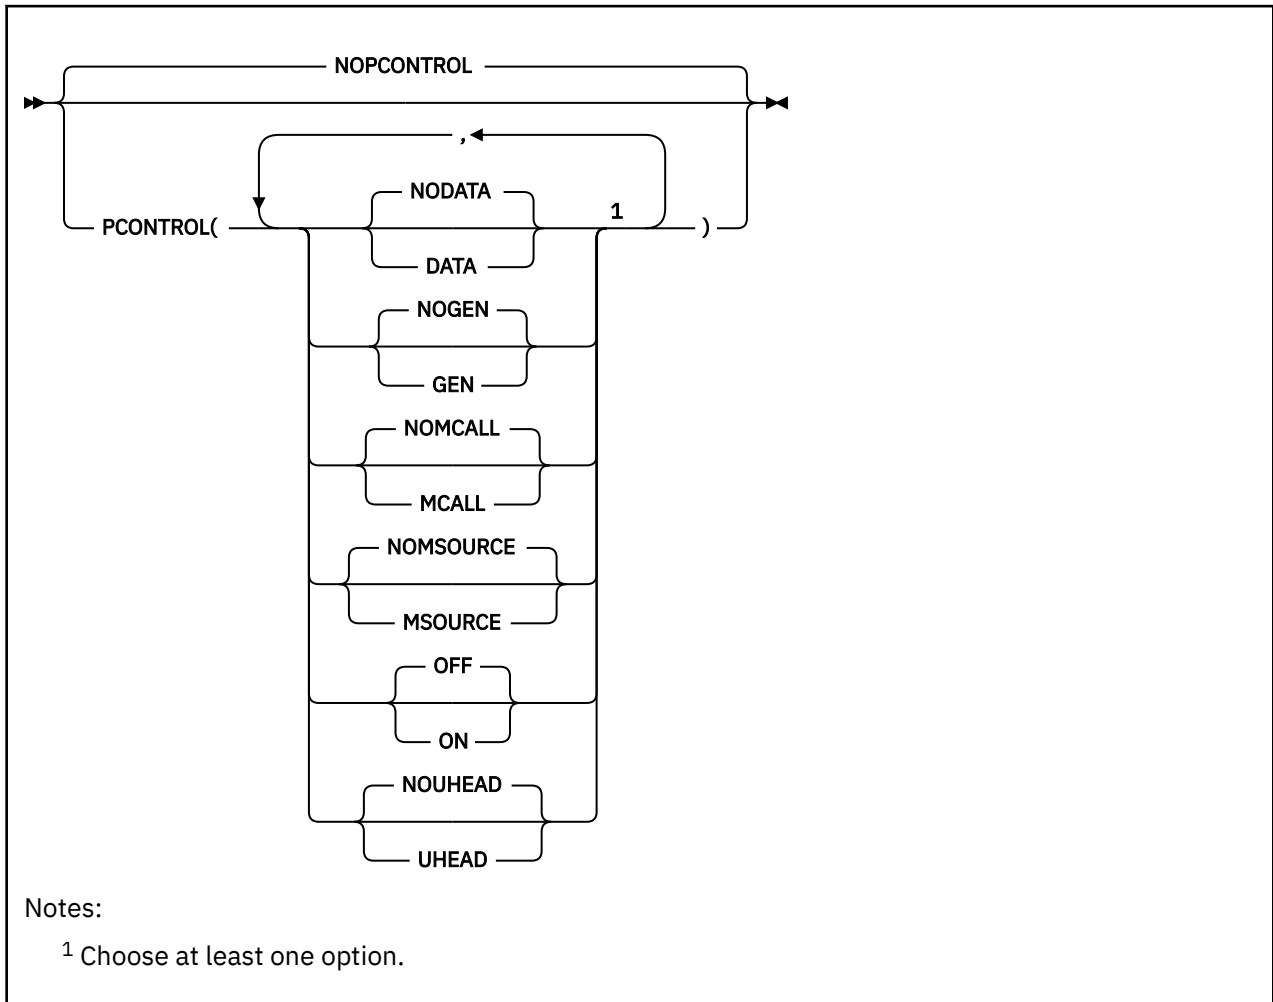 NOPCONTROL
,
NODATA
1
PCONTROL( )
DATA
NOGEN
GEN
NOMCALL
MCALL
NOMSOURCE
MSOURCE
OFF
ON
NOUHEAD
UHEAD
Notes:
1 Choose at least one option.